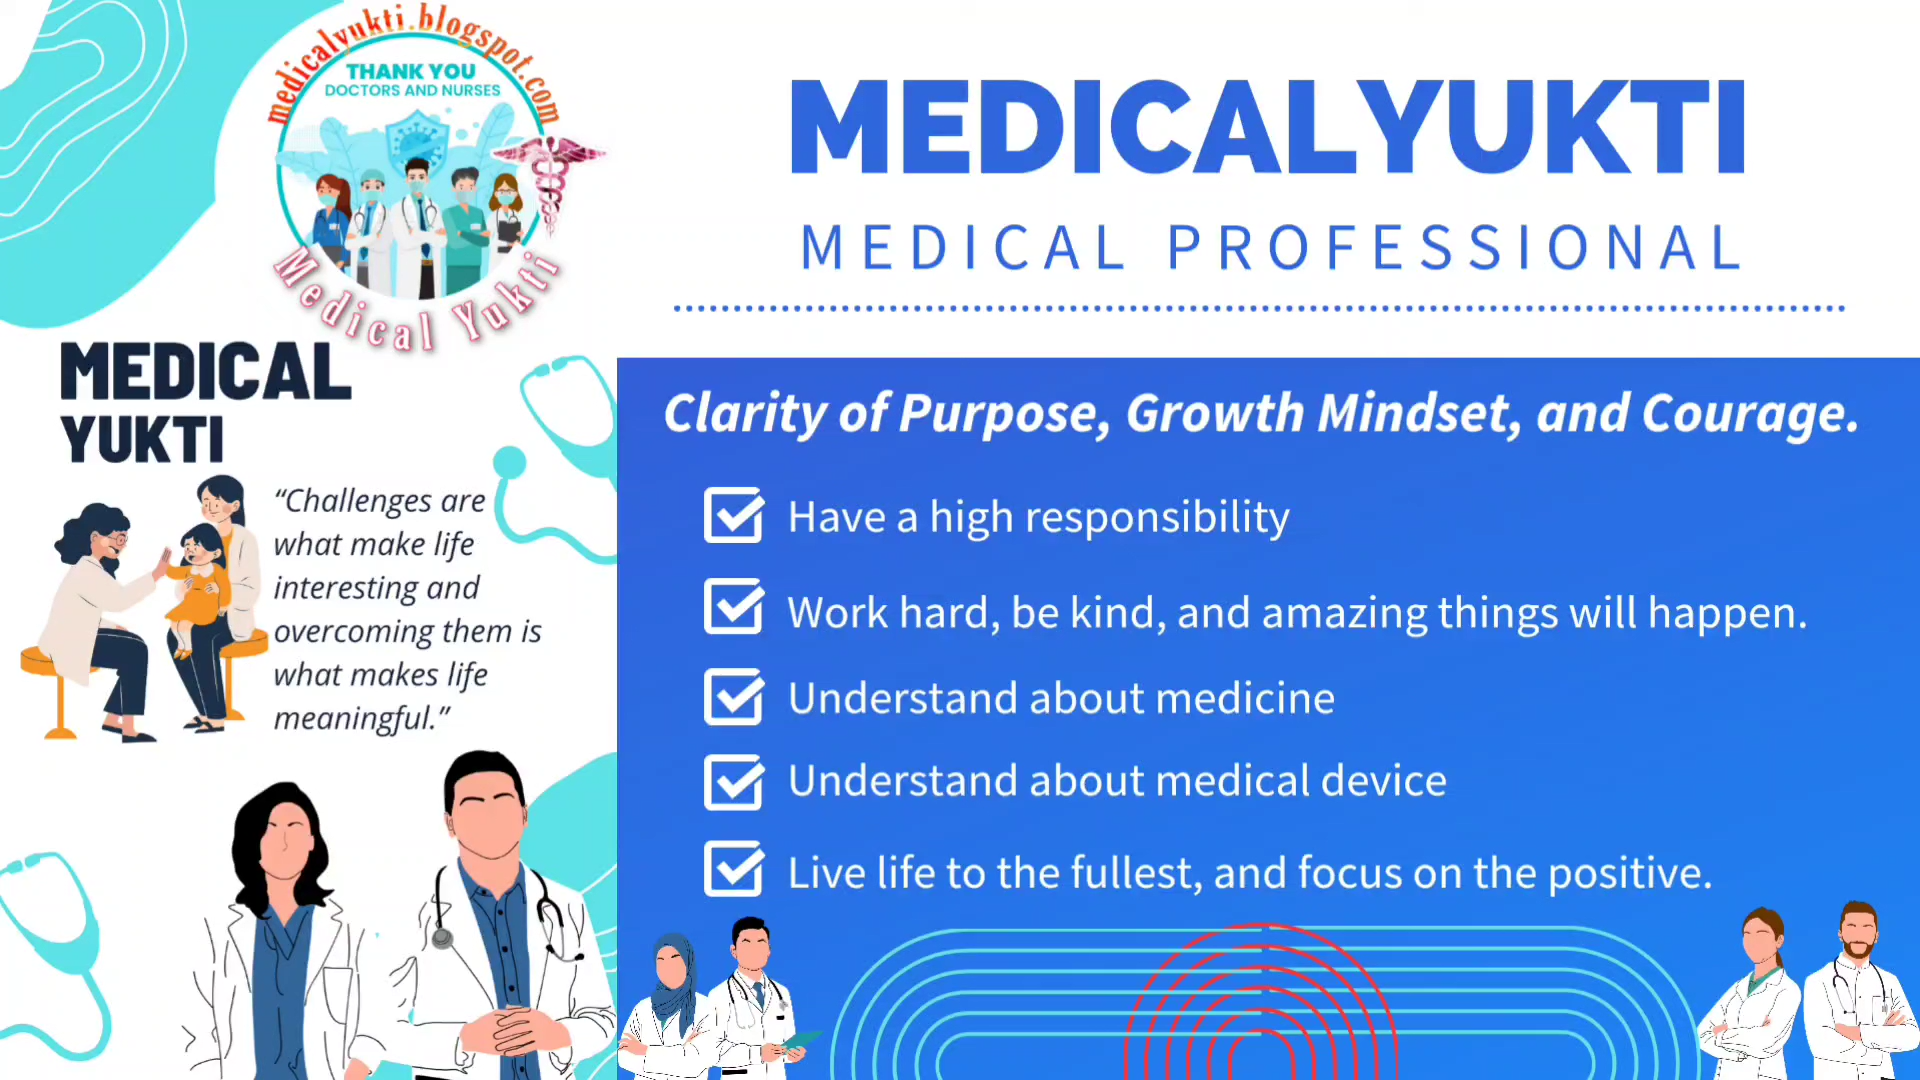 medicalyukti.blogspot.com
THANK YOU
DOCTORS AND NURSES
Medical Yukti
MEDICAL
YUKTI
“Challenges are
what make life
interesting and
overcoming them is
what makes life
meaningful.”
MEDICALYUKTI
MEDICAL PROFESSIONAL
Clarity of Purpose, Growth Mindset, and Courage.
Have a high responsibility
Work hard, be kind, and amazing things will happen.
Understand about medicine
Understand about medical device
Live life to the fullest, and focus on the positive.